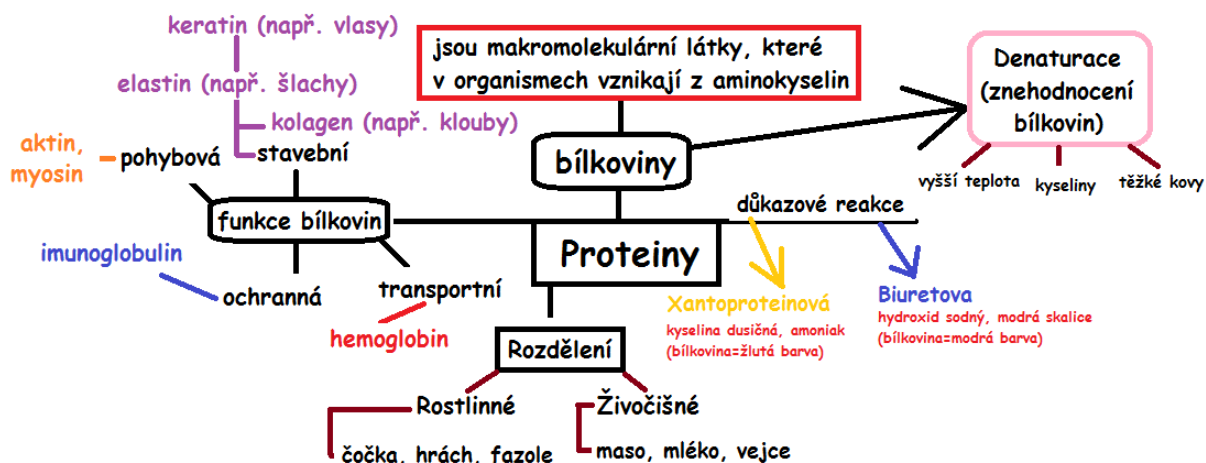 keratin (např. vlasy)
elastin (např. šlachy)
kolagen (např. klouby)
stavební
aktin,
myosin
pohybová
funkce bílkovin
imunoglobulin
ochranná
transportní
hemoglobin
jsou makromolekulární látky, které
v organismech vznikají z aminokyselin
bílkoviny
Proteiny
Denaturace
(znehodnocení
bílkovin)
vyšší teplota
kyseliny
těžké kovy
důkazové reakce
Xantoproteinová
kyselina dusičná, amoniak
(bílkovina=žlutá barva)
Biuretova
hydroxid sodný, modrá skalice
(bílkovina=modrá barva)
Rozdělení
Rostlinné
čočka, hrách, fazole
Živočišné
maso, mléko, vejce